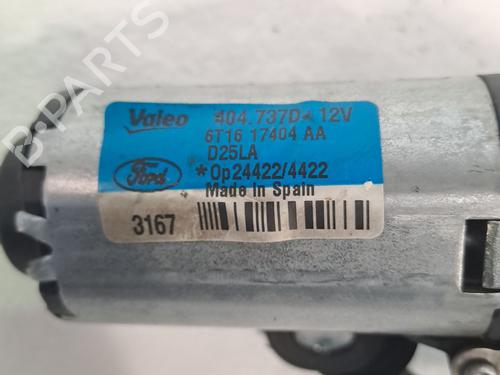 B-PARTS
Valeo 404.737D 12V
6T16 17404 AA
D25LA
Ford *Op24422/4422
Made in Spain
3167